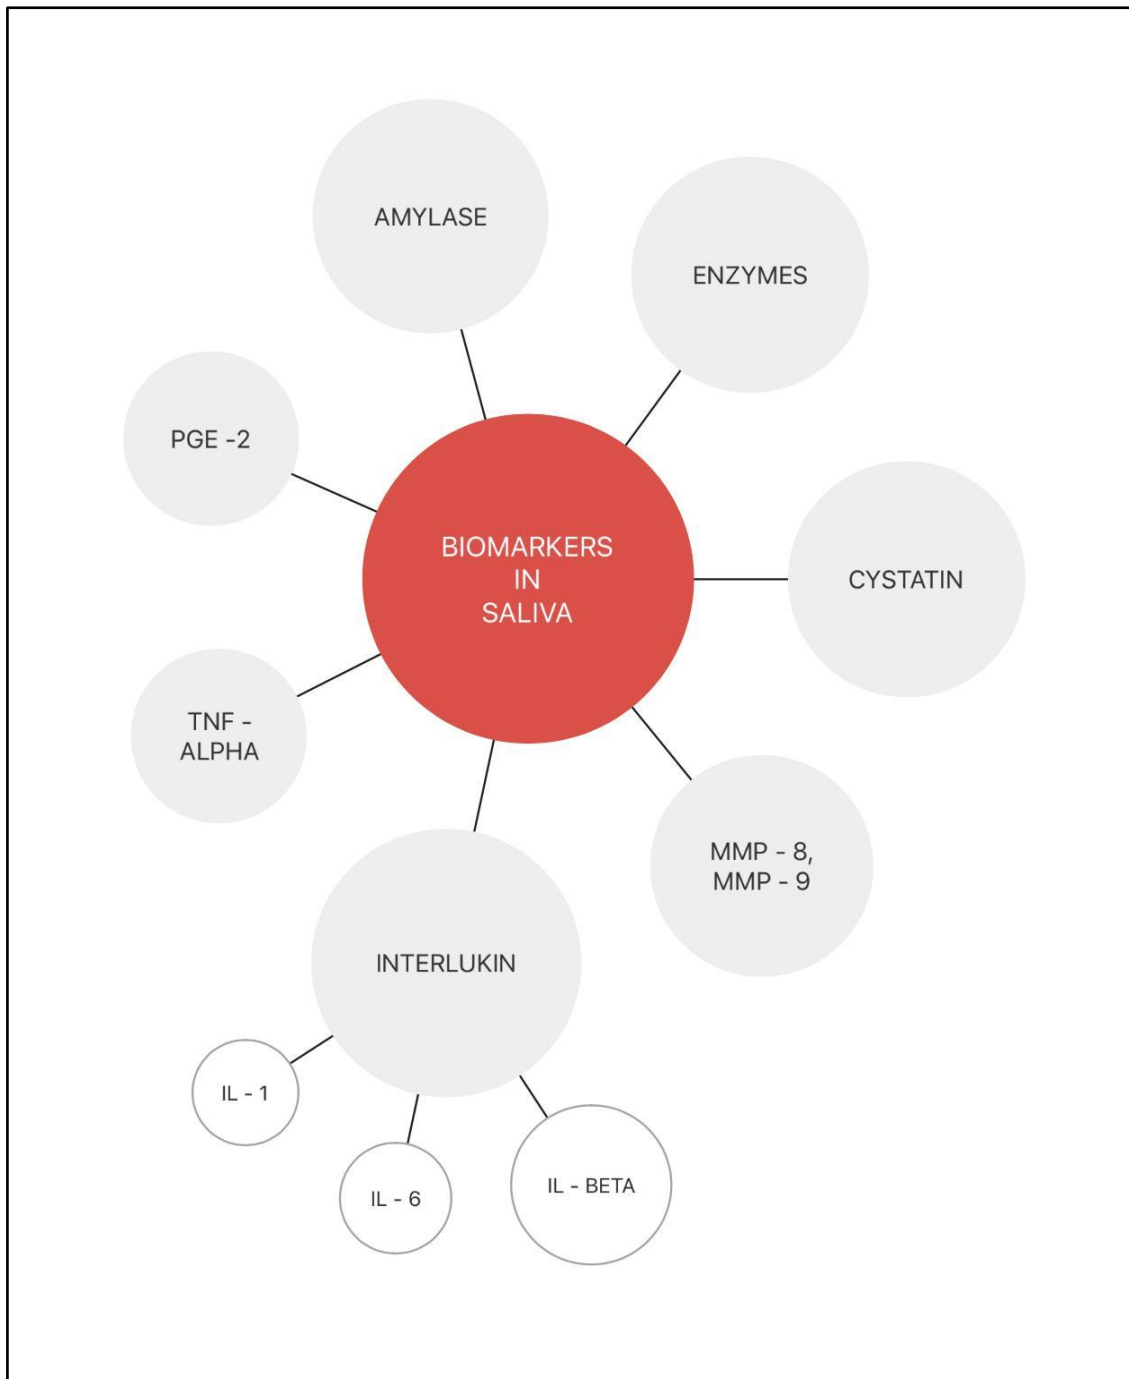 AMYLASE
ENZYMES
PGE -2
BIOMARKERS
IN
SALIVA
CYSTATIN
TNF -
ALPHA
MMP - 8,
MMP - 9
INTERLUKIN
IL - 1
IL - 6
IL - BETA